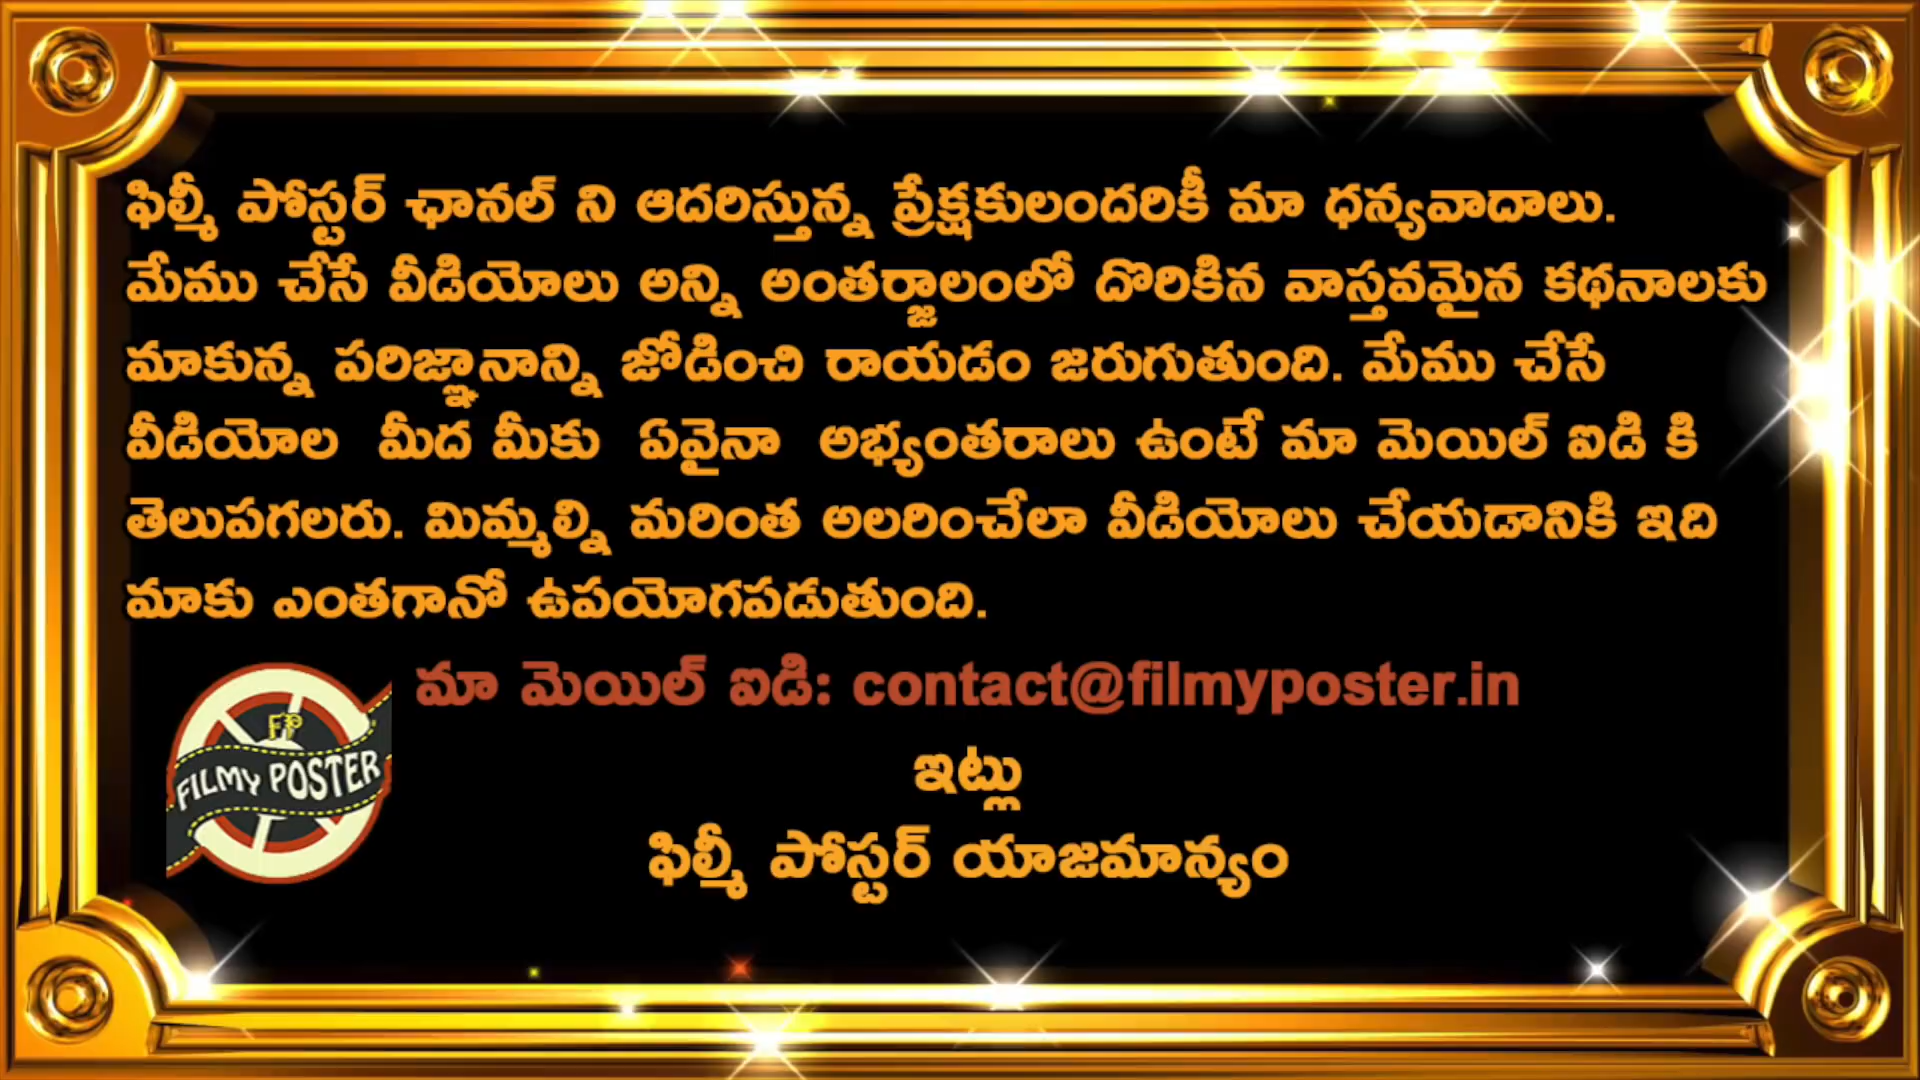 ఫిల్మీ పోస్టర్ ఛానల్ ని ఆదరిస్తున్న ప్రేక్షకులందరికీ మా ధన్యవాదాలు.
మేము చేసే వీడియోలు అన్ని అంతర్జాలంలో దొరికిన వాస్తవమైన కథనాలకు
మాకున్న పరిజ్ఞానాన్ని జోడించి రాయడం జరుగుతుంది. మేము చేసే
వీడియోల మీద మీకు ఏవైనా అభ్యంతరాలు ఉంటే మా మెయిల్ ఐడి కి
తెలుపగలరు. మిమ్మల్ని మరింత అలరించేలా వీడియోలు చేయడానికి ఇది
మాకు ఎంతగానో ఉపయోగపడుతుంది.
మా మెయిల్ ఐడి: contact@filmyposter.in
FP
FILMY POSTER
ఇట్లు
ఫిల్మీ పోస్టర్ యాజమాన్యం